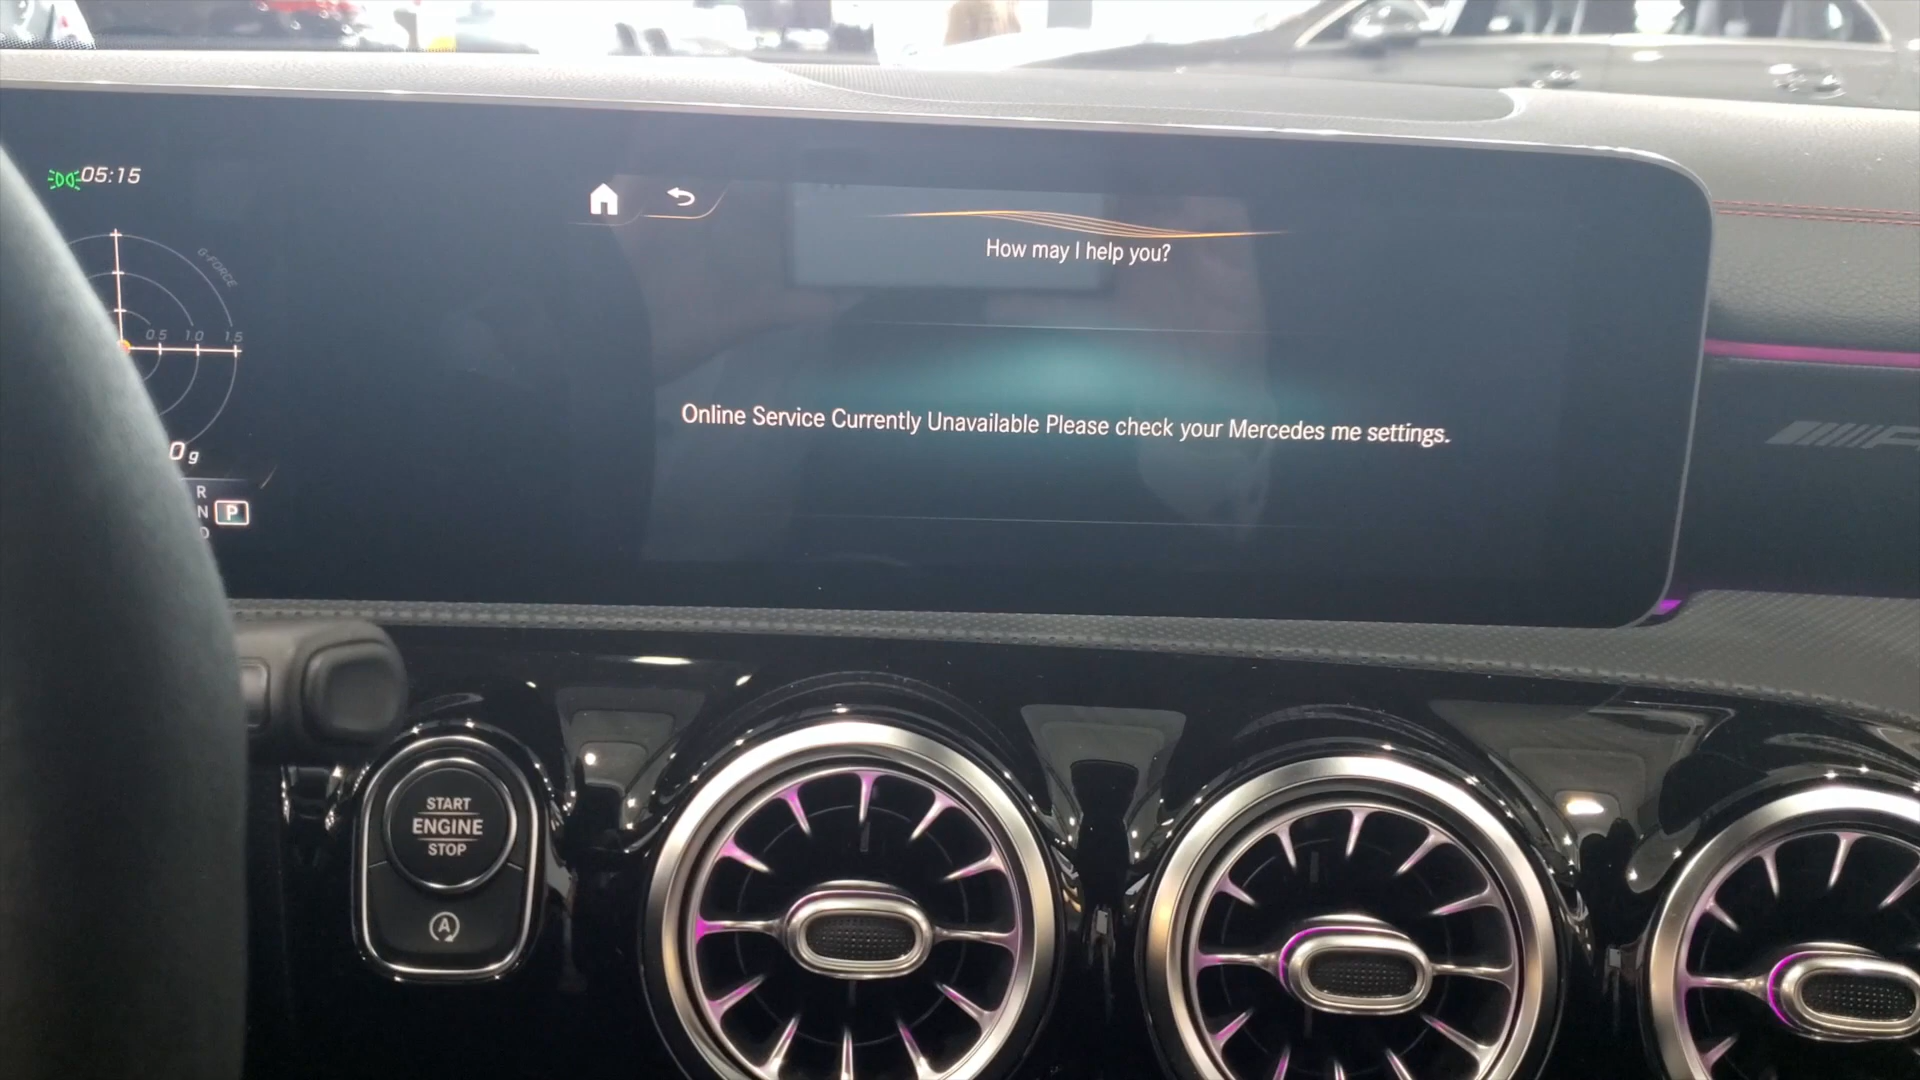 05:15
G-FORCE
0.5 1.0 1.5
0 g
R
N P
D
How may I help you?
Online Service Currently Unavailable Please check your Mercedes me settings.
START
ENGINE
STOP
A